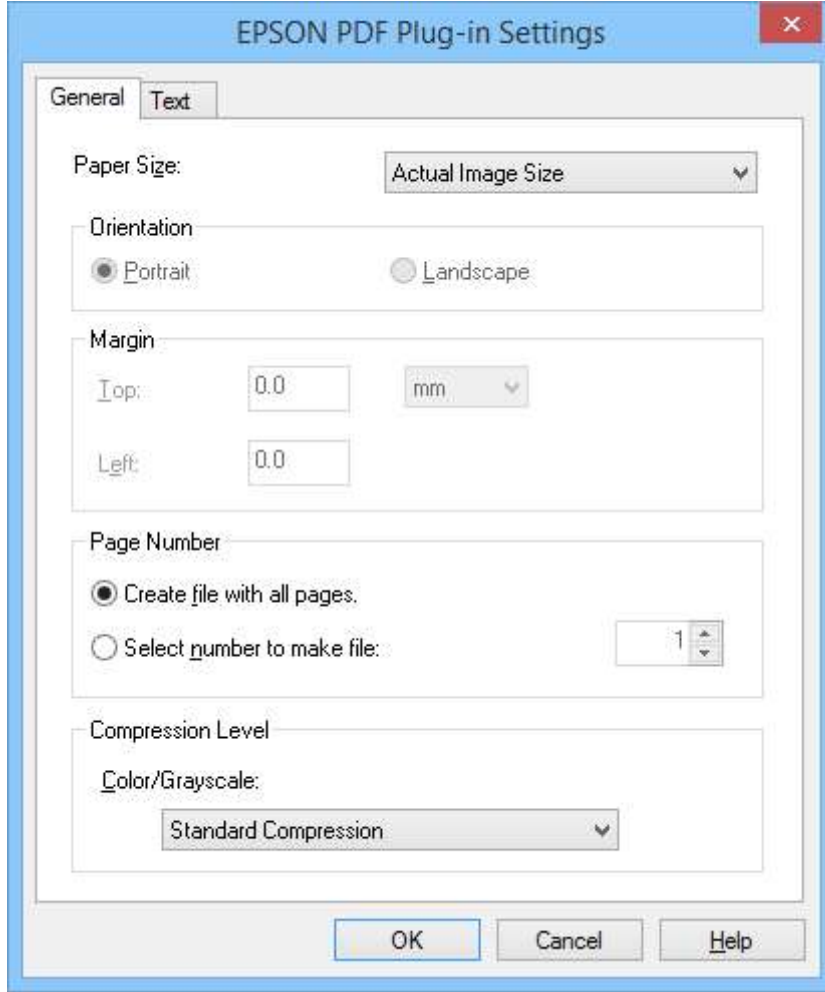 EPSON PDF Plug-in Settings
General Text
Paper Size: Actual Image Size
Orientation
Portrait Landscape
Margin
Top: 0.0 mm
Left: 0.0
Page Number
Create file with all pages.
Select number to make file: 1
Compression Level
Color/Grayscale:
Standard Compression
OK Cancel Help